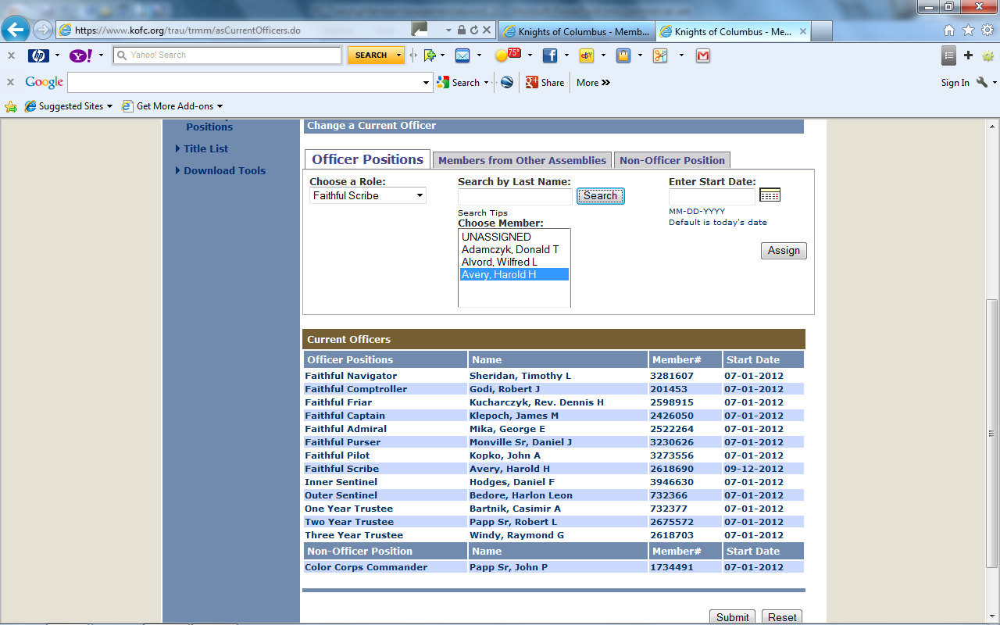 https://www.kofc.org/trau/trmm/asCurrentOfficers.do
Knights of Columbus - Memb...
Knights of Columbus - Me...
Yahoo! Search
SEARCH
75°
Google
Search
Share
More
Sign In
Suggested Sites
Get More Add-ons
Positions
Title List
Download Tools
Change a Current Officer
Officer Positions Members from Other Assemblies Non-Officer Position
Choose a Role: Search by Last Name: Enter Start Date:
Faithful Scribe Search
Search Tips MM-DD-YYYY
Choose Member: Default is today's date
UNASSIGNED
Adamczyk, Donald T Assign
Alvord, Wilfred L
Avery, Harold H
Current Officers
Officer Positions Name Member# Start Date
Faithful Navigator Sheridan, Timothy L 3281607 07-01-2012
Faithful Comptroller Godi, Robert J 201453 07-01-2012
Faithful Friar Kucharczyk, Rev. Dennis H 2598915 07-01-2012
Faithful Captain Klepoch, James M 2426050 07-01-2012
Faithful Admiral Mika, George E 2522264 07-01-2012
Faithful Purser Monville Sr, Daniel J 3230626 07-01-2012
Faithful Pilot Kopko, John A 3273556 07-01-2012
Faithful Scribe Avery, Harold H 2618690 09-12-2012
Inner Sentinel Hodges, Daniel F 3946630 07-01-2012
Outer Sentinel Bedore, Harlon Leon 732366 07-01-2012
One Year Trustee Bartnik, Casimir A 732377 07-01-2012
Two Year Trustee Papp Sr, Robert L 2675572 07-01-2012
Three Year Trustee Windy, Raymond G 2618703 07-01-2012
Non-Officer Position Name Member# Start Date
Color Corps Commander Papp Sr, John P 1734491 07-01-2012
Submit Reset